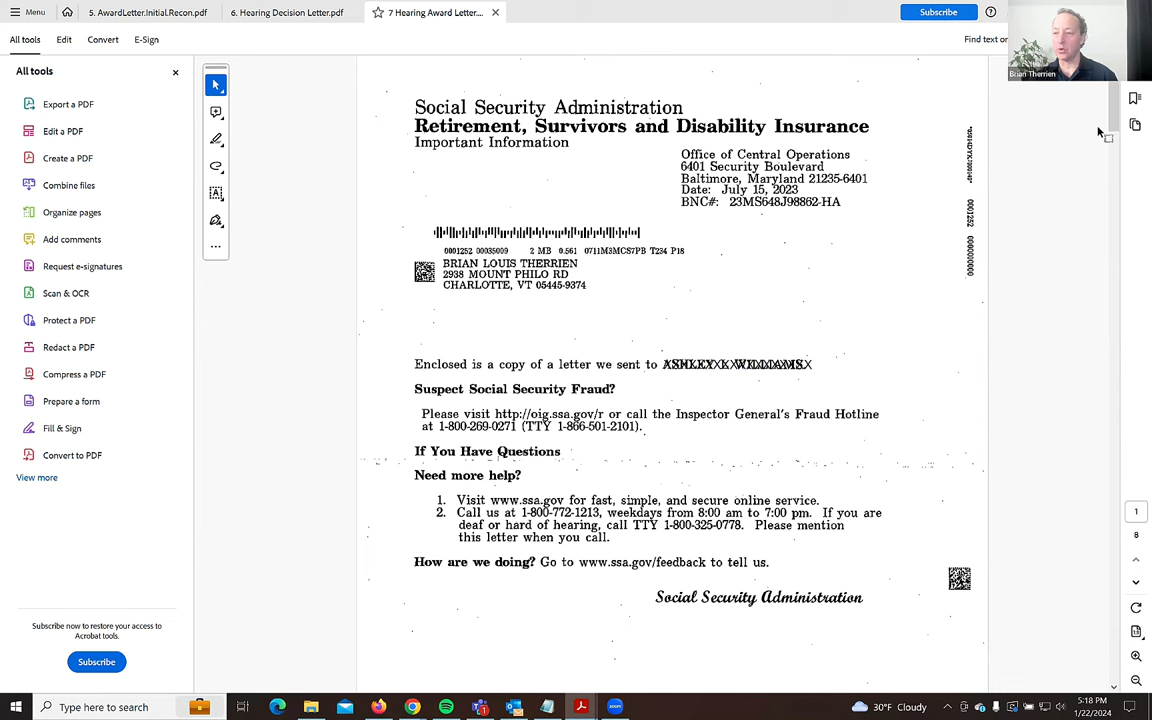 Menu
5. AwardLetter.Initial.Recon.pdf
6. Hearing Decision Letter.pdf
7 Hearing Award Letter...
Subscribe
All tools
Edit
Convert
E-Sign
Find text or
Brian Therrien
All tools
Export a PDF
Edit a PDF
Create a PDF
Combine files
Organize pages
Add comments
Request e-signatures
Scan & OCR
Protect a PDF
Redact a PDF
Compress a PDF
Prepare a form
Fill & Sign
Convert to PDF
View more
Subscribe now to restore your access to
Acrobat tools.
Subscribe
Social Security Administration
Retirement, Survivors and Disability Insurance
Important Information
Office of Central Operations
6401 Security Boulevard
Baltimore, Maryland 21235-6401
Date: July 15, 2023
BNC#: 23MS648J98862-HA
0001252 00035009 2 MB 0.561 0711M3MCS7PB T234 P18
BRIAN LOUIS THERRIEN
2938 MOUNT PHILO RD
CHARLOTTE, VT 05445-9374
0001252 00000100000
Enclosed is a copy of a letter we sent to
Suspect Social Security Fraud?
Please visit http://oig.ssa.gov/r or call the Inspector General's Fraud Hotline
at 1-800-269-0271 (TTY 1-866-501-2101).
If You Have Questions
Need more help?
1. Visit www.ssa.gov for fast, simple, and secure online service.
2. Call us at 1-800-772-1213, weekdays from 8:00 am to 7:00 pm. If you are
deaf or hard of hearing, call TTY 1-800-325-0778. Please mention
this letter when you call.
How are we doing? Go to www.ssa.gov/feedback to tell us.
Social Security Administration
1
8
Type here to search
30°F Cloudy
5:18 PM
1/22/2024